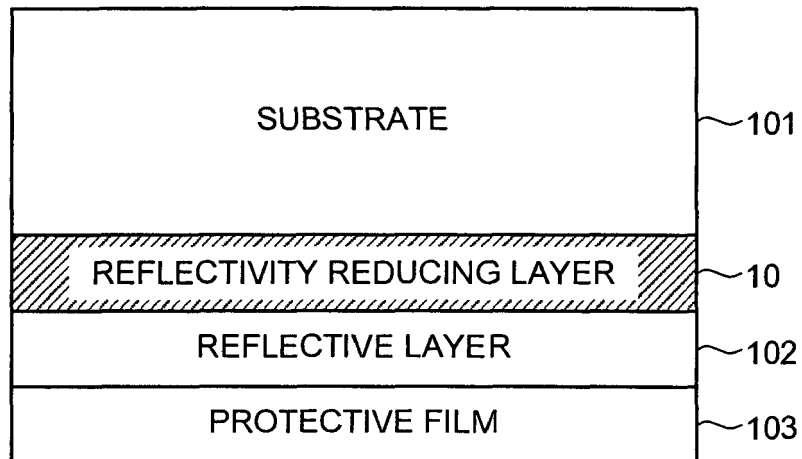 SUBSTRATE 101
REFLECTIVITY REDUCING LAYER 10
REFLECTIVE LAYER 102
PROTECTIVE FILM 103